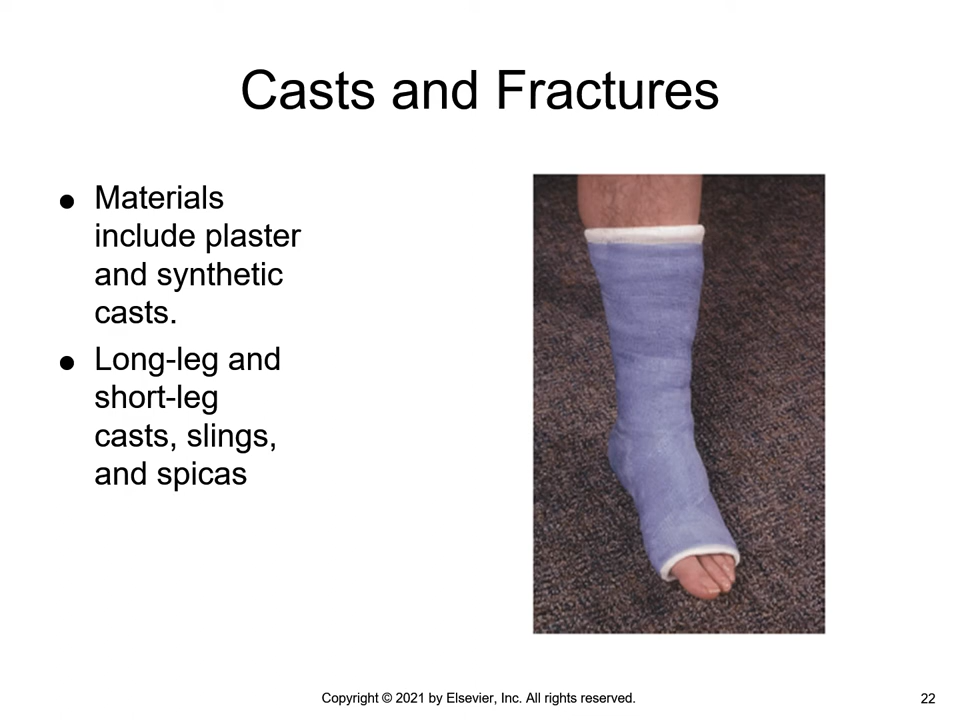 Casts and Fractures
● Materials
include plaster
and synthetic
casts.
● Long-leg and
short-leg
casts, slings,
and spicas
Copyright © 2021 by Elsevier, Inc. All rights reserved.
22